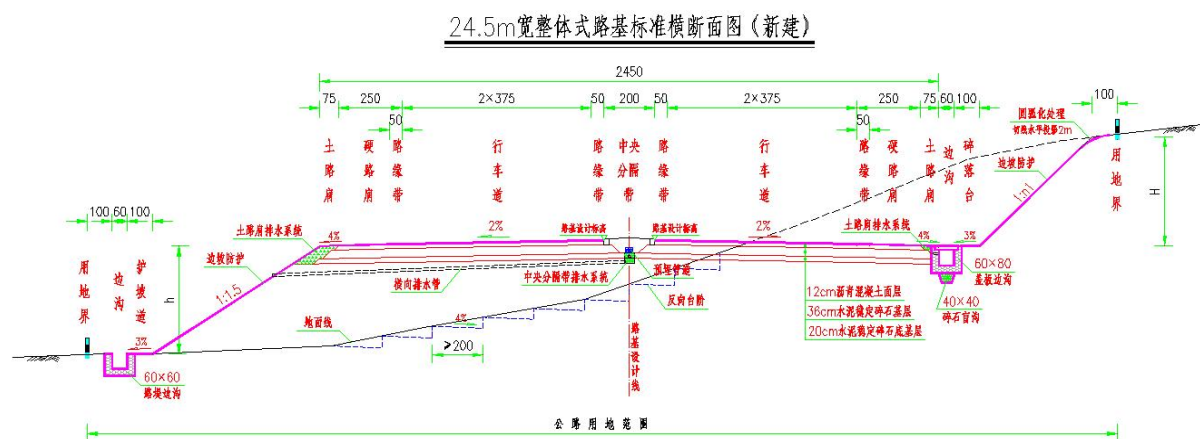 24.5m宽整体式路基标准横断面图(新建)
2450
75 250 2×375 50 200 50 2×375 250 75 60 100
100
50 50
圆弧化处理
切线水平投影2m
土路肩 硬路肩 路缘带 行车道 路缘带 中央分隔带 路缘带 行车道 路缘带 硬路肩 土路肩 边沟 碎落台
边坡防护
用地界
1:n1
H
100 60 100
土路肩排水系统
4%
2%
路基设计标高
路基设计标高
2%
土路肩排水系统
4%
3%
用地界
边沟
护坡道
边坡防护
1:1.5
h
横向排水管
中央分隔带排水系统
预埋管道
反向台阶
60×80
盖板边沟
12cm沥青混凝土面层
36cm水泥稳定碎石基层
20cm水泥稳定碎石底基层
40×40
碎石盲沟
地面线
4%
≥200
路基设计线
3%
60×60
路堤边沟
公路用地范围